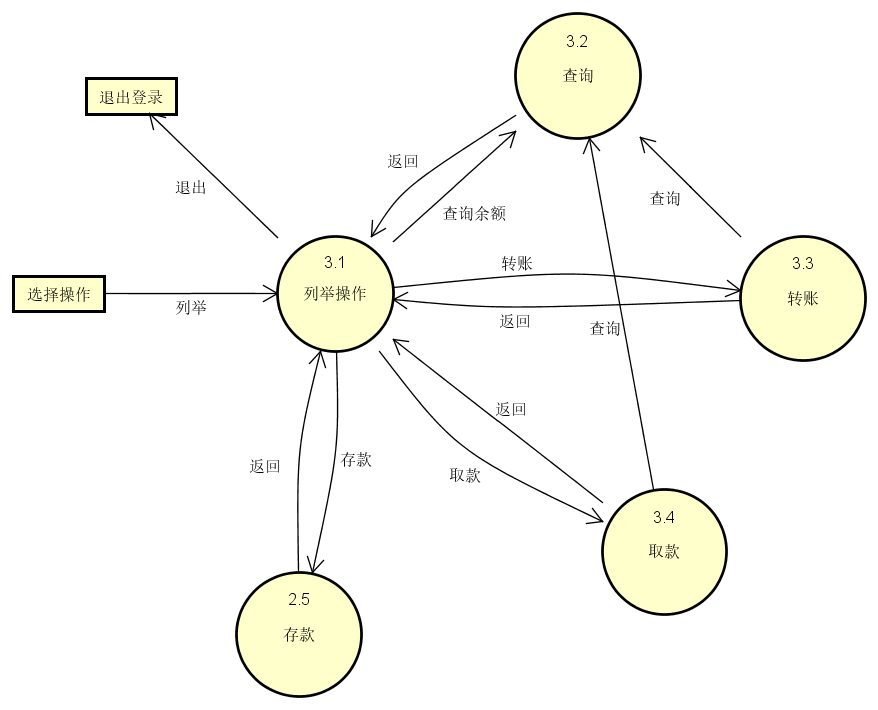 3.2
查询
退出登录
返回
退出
查询余额
查询
3.1
列举操作
转账
3.3
转账
选择操作
列举
返回
查询
返回
存款
返回
取款
3.4
取款
2.5
存款